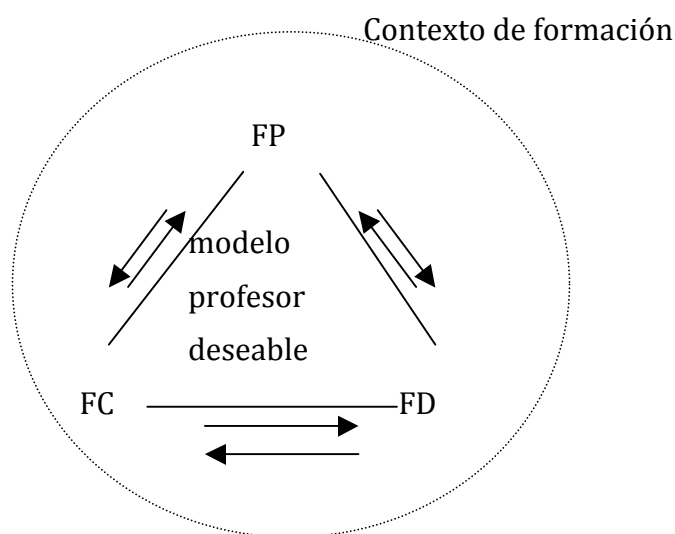 Contexto de formación
FP
modelo
profesor
deseable
FC
FD